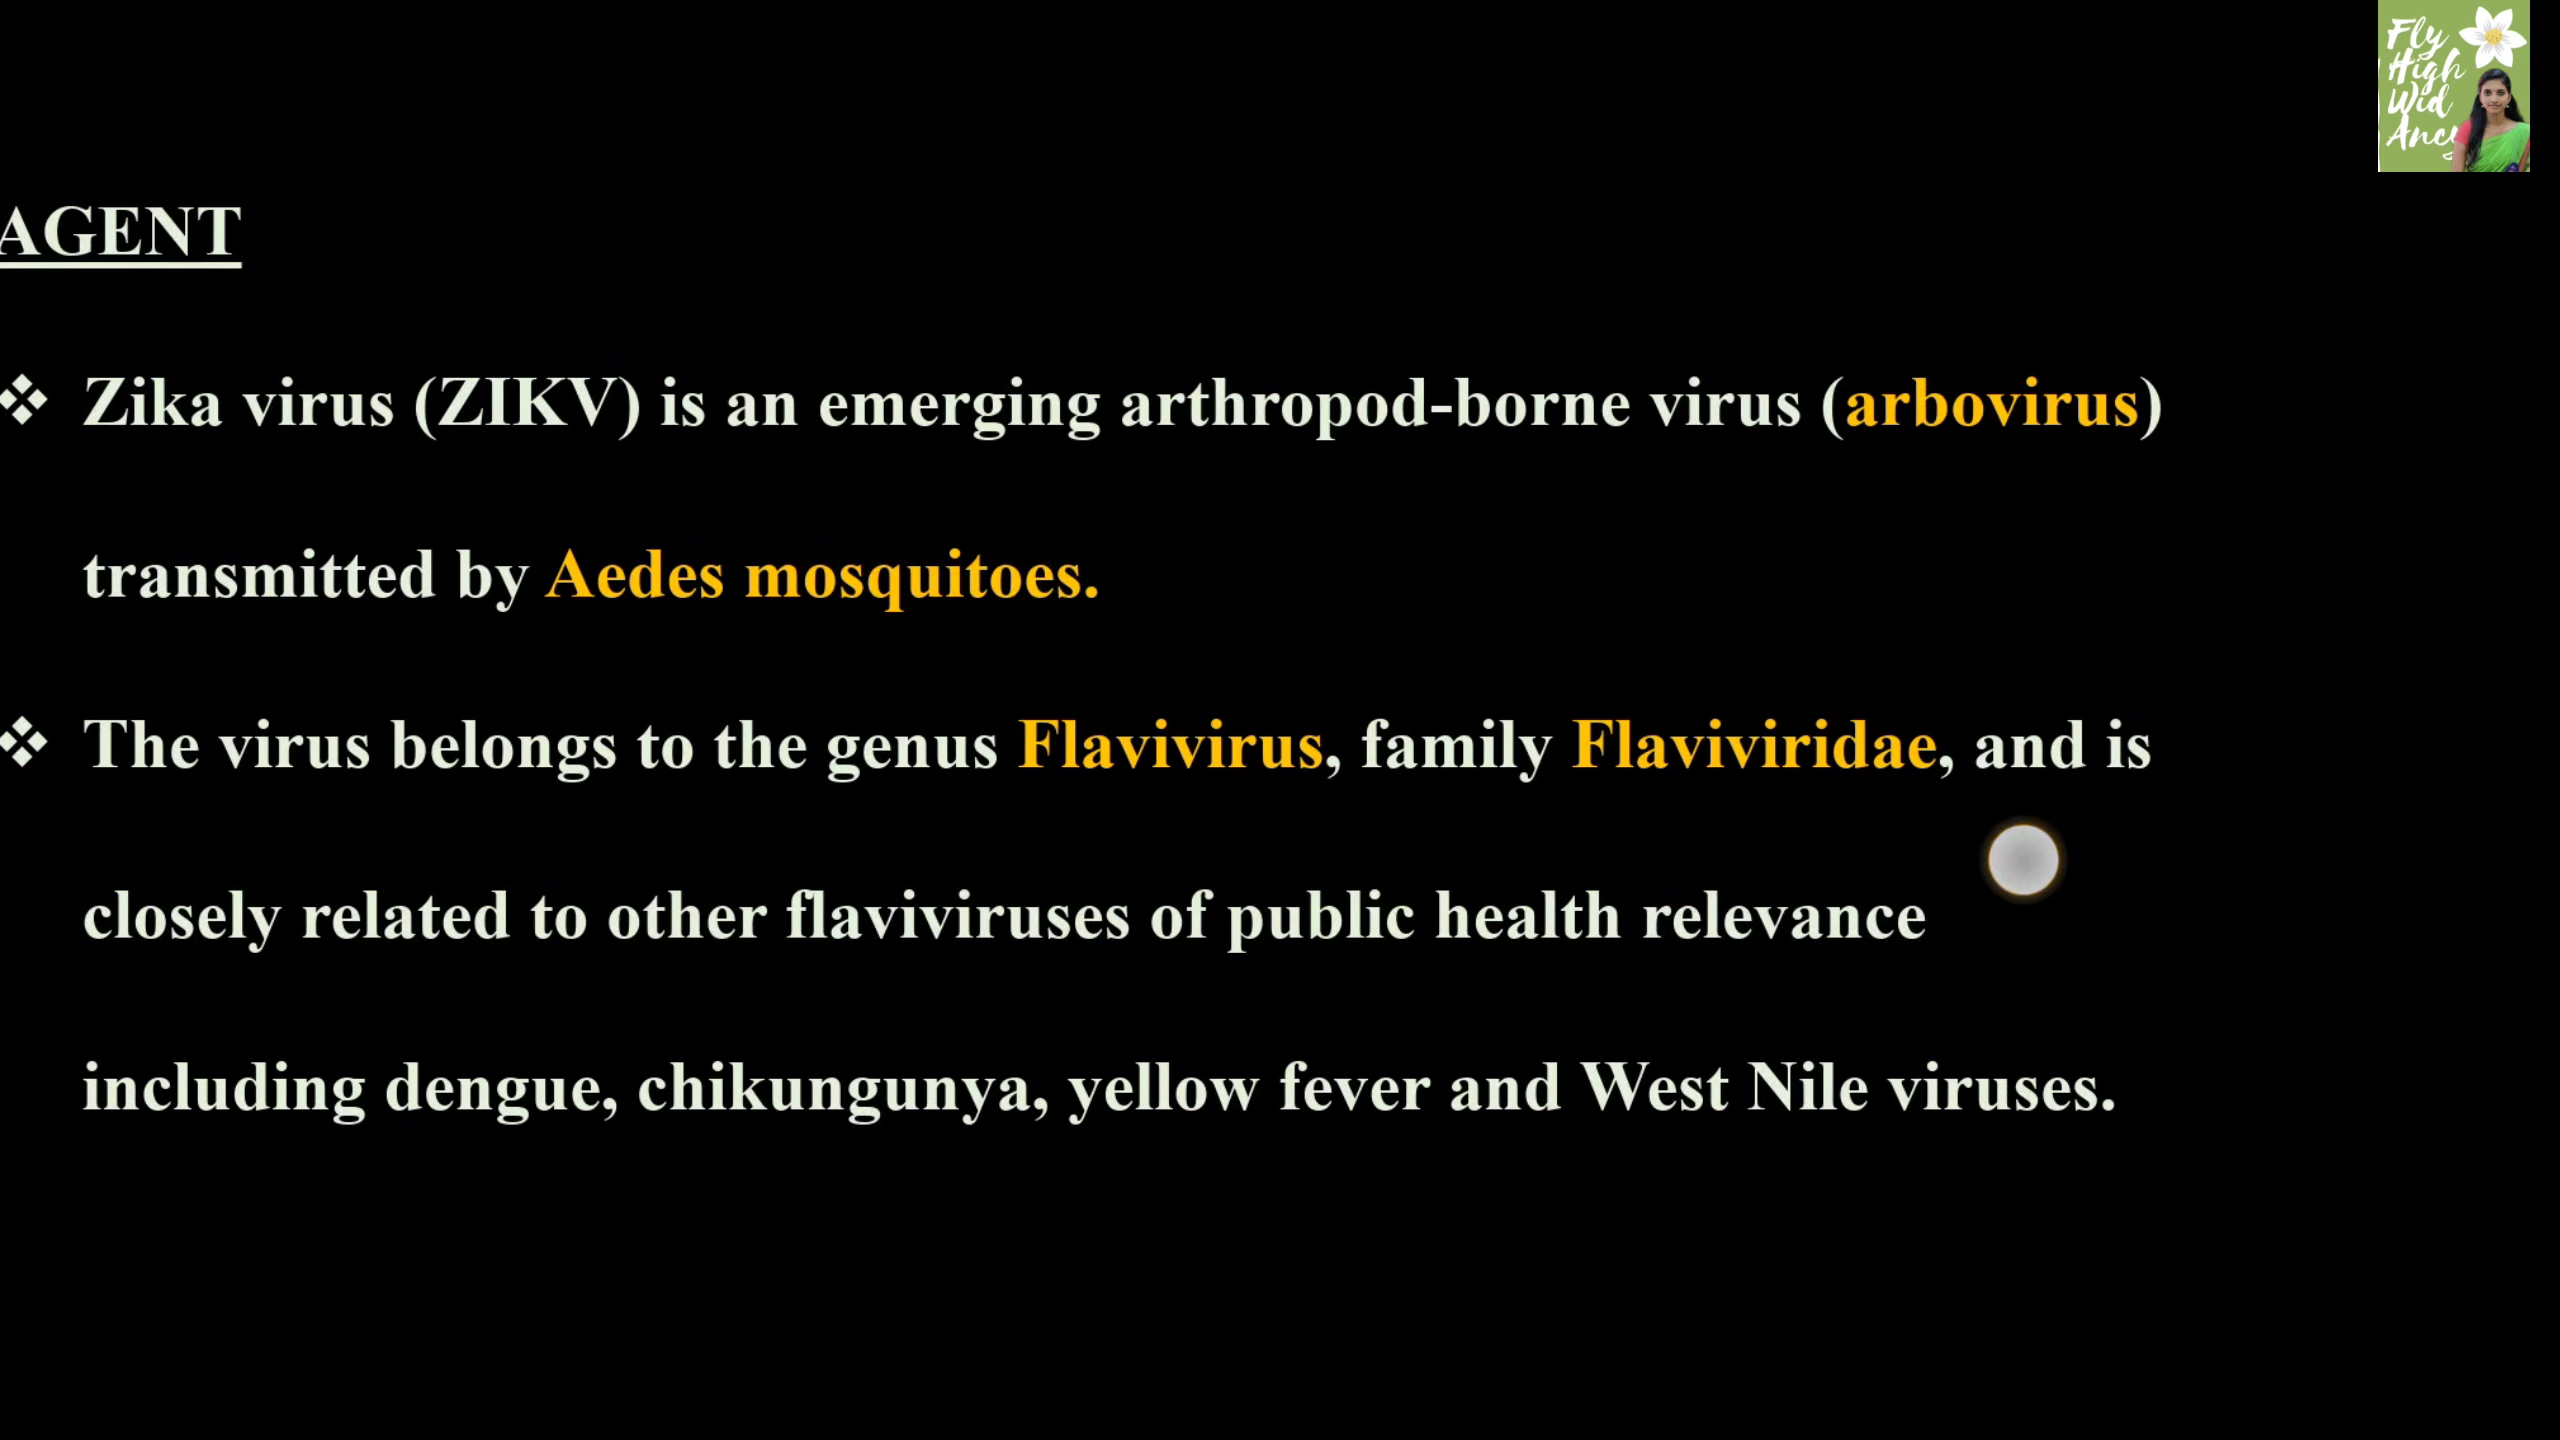 Fly
High
Wid
Ancy
AGENT
❖ Zika virus (ZIKV) is an emerging arthropod-borne virus (arbovirus)
transmitted by Aedes mosquitoes.
❖ The virus belongs to the genus Flavivirus, family Flaviviridae, and is
closely related to other flaviviruses of public health relevance
including dengue, chikungunya, yellow fever and West Nile viruses.